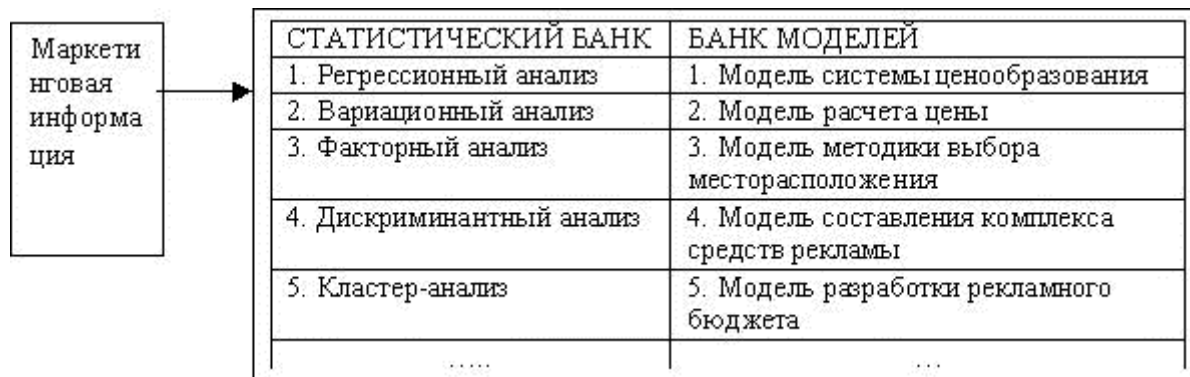 Маркети
нговая
информа
ция
СТАТИСТИЧЕСКИЙ БАНК
БАНК МОДЕЛЕЙ
1. Регрессионный анализ
1. Модель системы ценообразования
2. Вариационный анализ
2. Модель расчета цены
3. Факторный анализ
3. Модель методики выбора
месторасположения
4. Дискриминантный анализ
4. Модель составления комплекса
средств рекламы
5. Кластер-анализ
5. Модель разработки рекламного
бюджета
.....
...